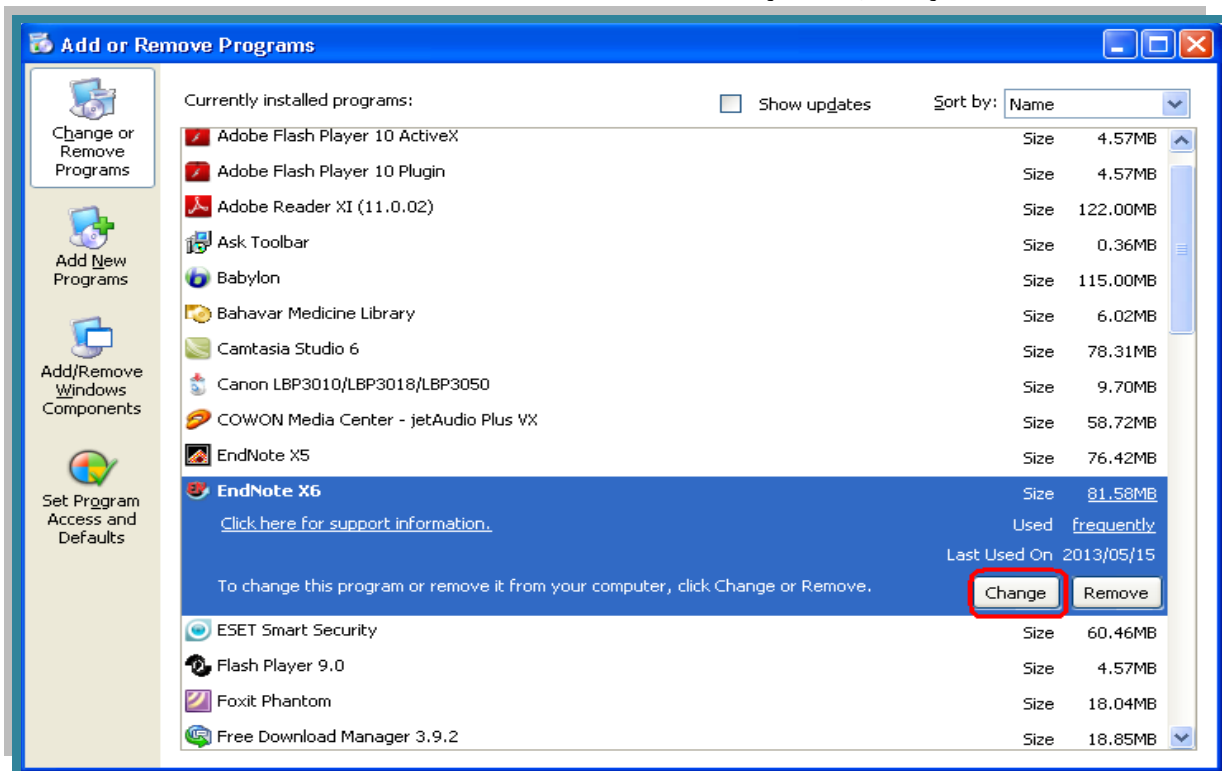 Add or Remove Programs
Change or
Remove
Programs
Add New
Programs
Add/Remove
Windows
Components
Set Program
Access and
Defaults
Currently installed programs: Show updates Sort by: Name
Adobe Flash Player 10 ActiveX Size 4.57MB
Adobe Flash Player 10 Plugin Size 4.57MB
Adobe Reader XI (11.0.02) Size 122.00MB
Ask Toolbar Size 0.36MB
Babylon Size 115.00MB
Bahavar Medicine Library Size 6.02MB
Camtasia Studio 6 Size 78.31MB
Canon LBP3010/LBP3018/LBP3050 Size 9.70MB
COWON Media Center - jetAudio Plus VX Size 58.72MB
EndNote X5 Size 76.42MB
EndNote X6 Size 81.58MB
Click here for support information. Used frequently
Last Used On 2013/05/15
To change this program or remove it from your computer, click Change or Remove. Change Remove
ESET Smart Security Size 60.46MB
Flash Player 9.0 Size 4.57MB
Foxit Phantom Size 18.04MB
Free Download Manager 3.9.2 Size 18.85MB